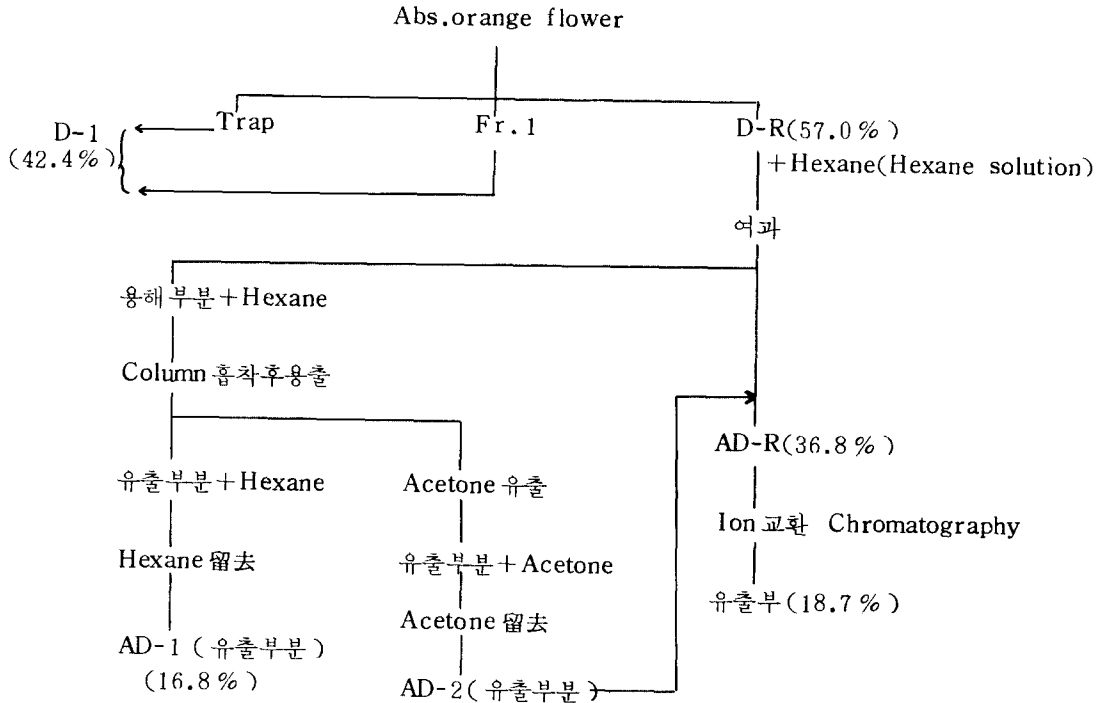 Abs.orange flower
Trap
Fr.1
D-R(57.0%)
D-1
(42.4%)
+Hexane(Hexane solution)
여과
용해부분+Hexane
Column흡착후용출
AD-R(36.8%)
유출부분+Hexane
Acetone유출
Ion교환 Chromatography
Hexane留去
유출부분+Acetone
유출부(18.7%)
Acetone留去
AD-1(유출부분)
(16.8%)
AD-2(유출부분)